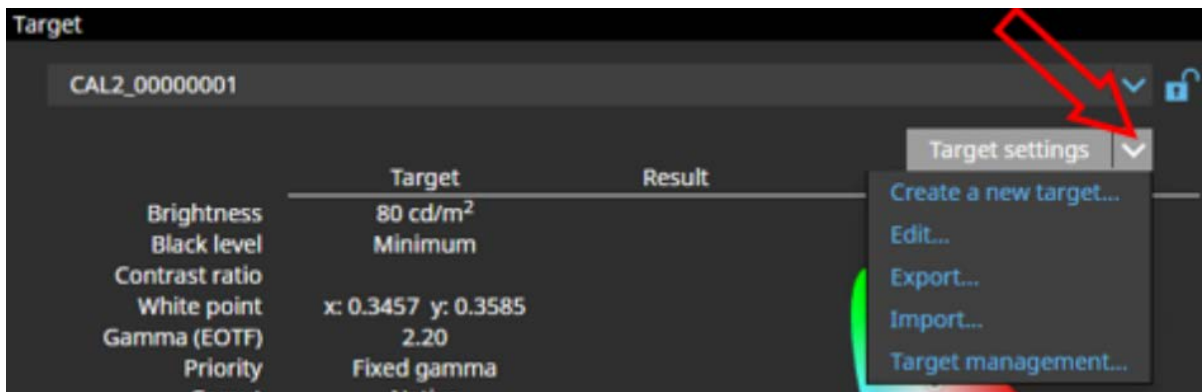 Target
CAL2_00000001
Target settings
Target Result
Create a new target...
Brightness 80 cd/m²
Edit...
Black level Minimum
Export...
Contrast ratio
White point x: 0.3457 y: 0.3585
Import...
Gamma (EOTF) 2.20
Priority Fixed gamma
Target management...